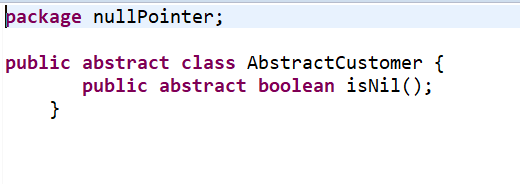 package nullPointer;
public abstract class AbstractCustomer {
public abstract boolean isNil();
}